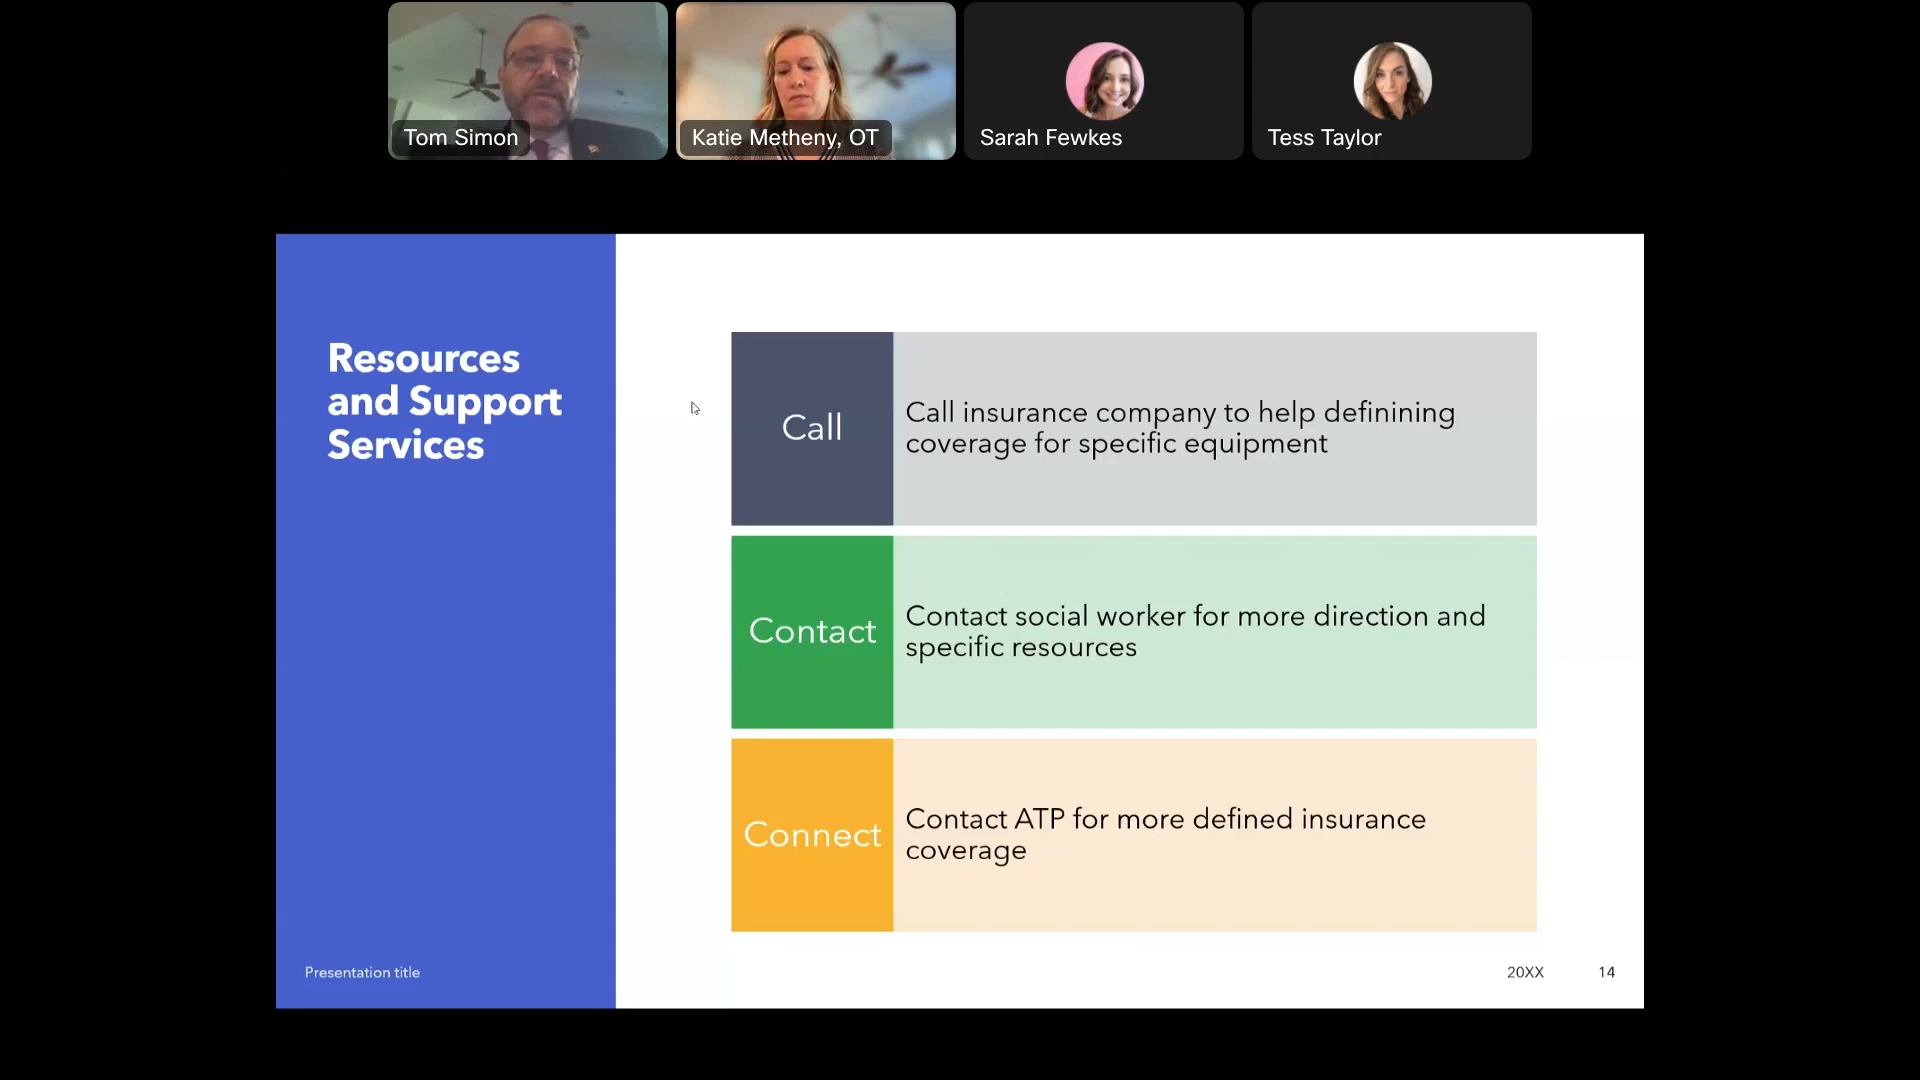 Tom Simon
Katie Metheny, OT
Sarah Fewkes
Tess Taylor
Resources
and Support
Services
Call
Call insurance company to help definining
coverage for specific equipment
Contact
Contact social worker for more direction and
specific resources
Connect
Contact ATP for more defined insurance
coverage
Presentation title
20XX
14